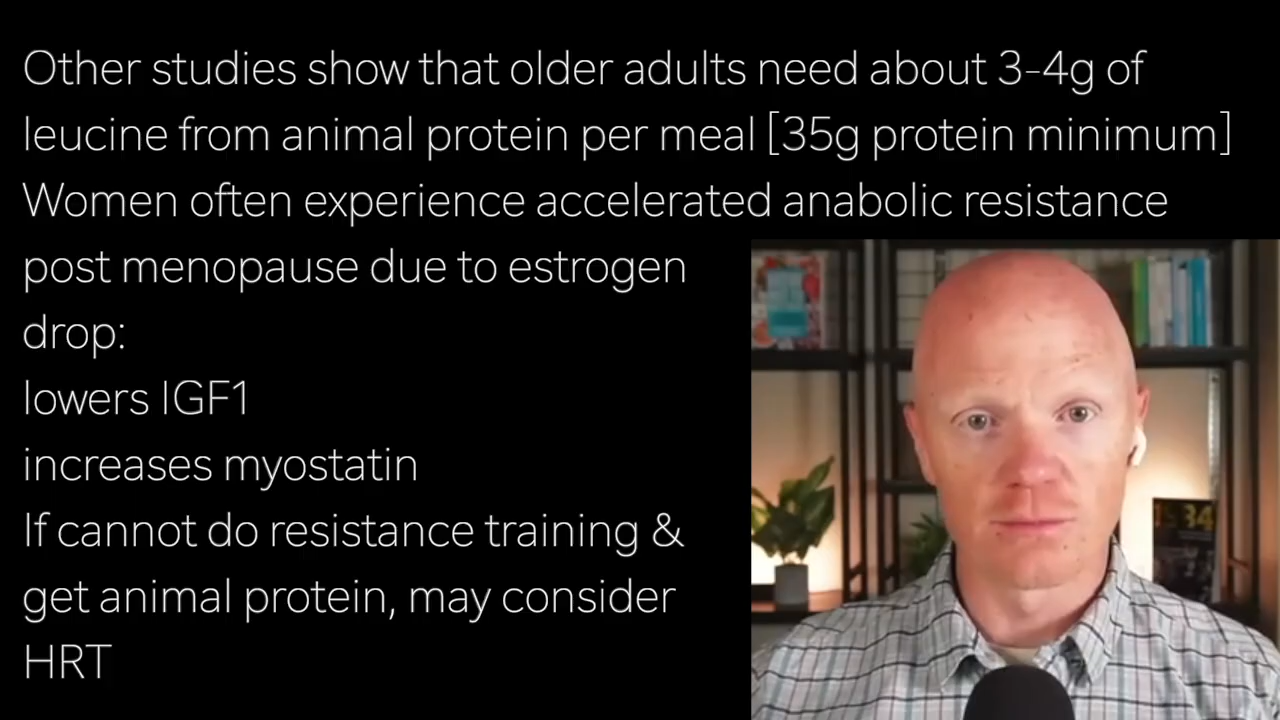 Other studies show that older adults need about 3-4g of
leucine from animal protein per meal [35g protein minimum]
Women often experience accelerated anabolic resistance
post menopause due to estrogen
drop:
lowers IGF1
increases myostatin
If cannot do resistance training &
get animal protein, may consider
HRT
1984